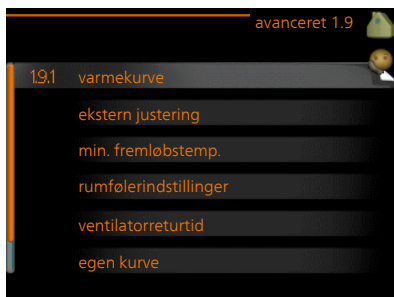 avanceret 1.9
1.9.1 varmekurve
ekstern justering
min. fremløbstemp.
rumfølerindstillinger
ventilatorreturtid
egen kurve